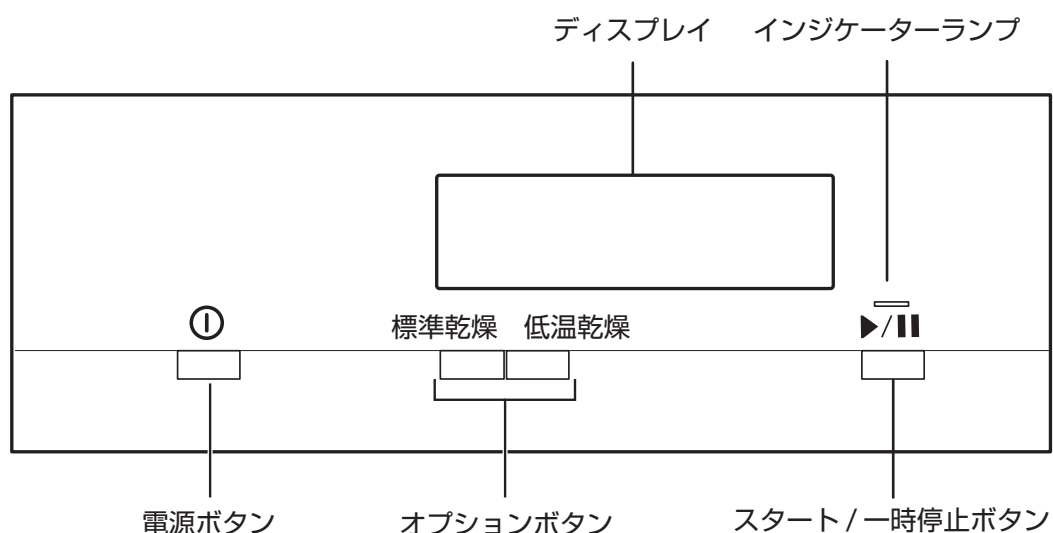 ディスプレイ インジケーターランプ
標準乾燥 低温乾燥
電源ボタン オプションボタン スタート / 一時停止ボタン